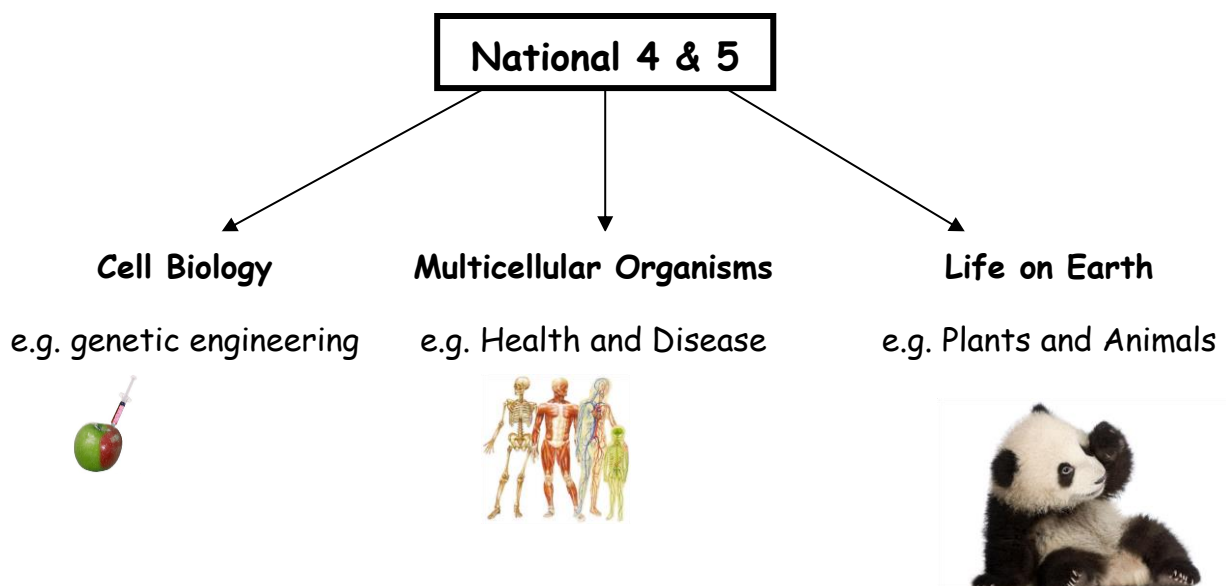 National 4 & 5
Cell Biology
Multicellular Organisms
Life on Earth
e.g. genetic engineering
e.g. Health and Disease
e.g. Plants and Animals